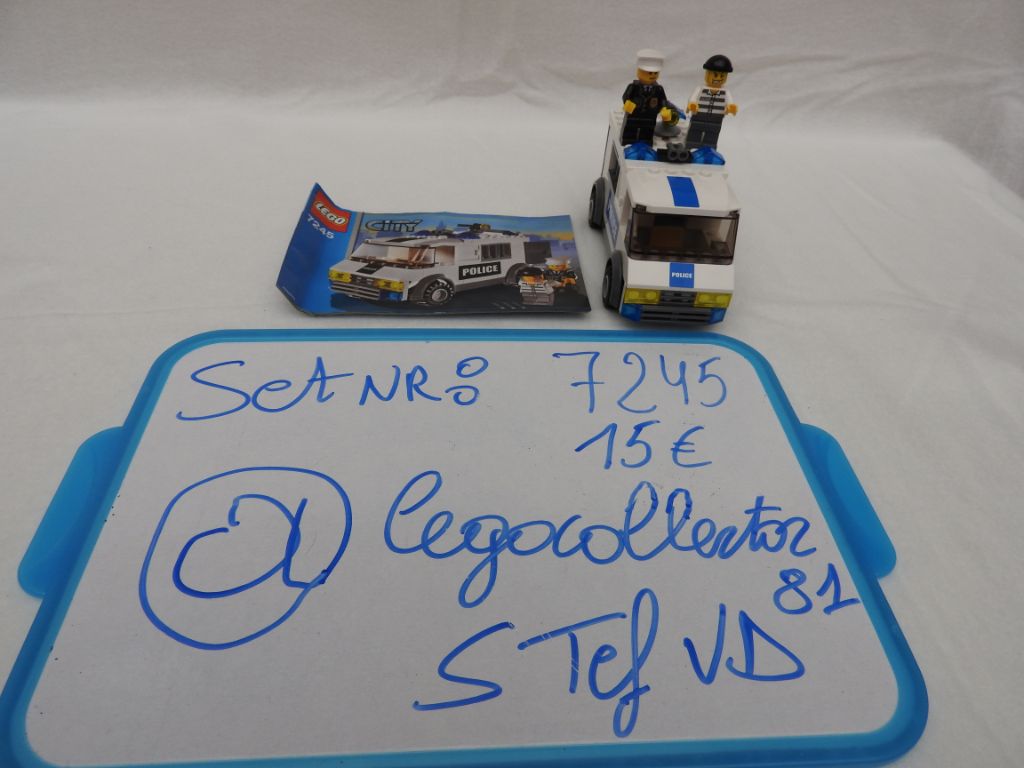 LEGO
7245
CITY
POLICE
POLICE
Set NR: 7245
15 €
@ legocollector
81
STef VD